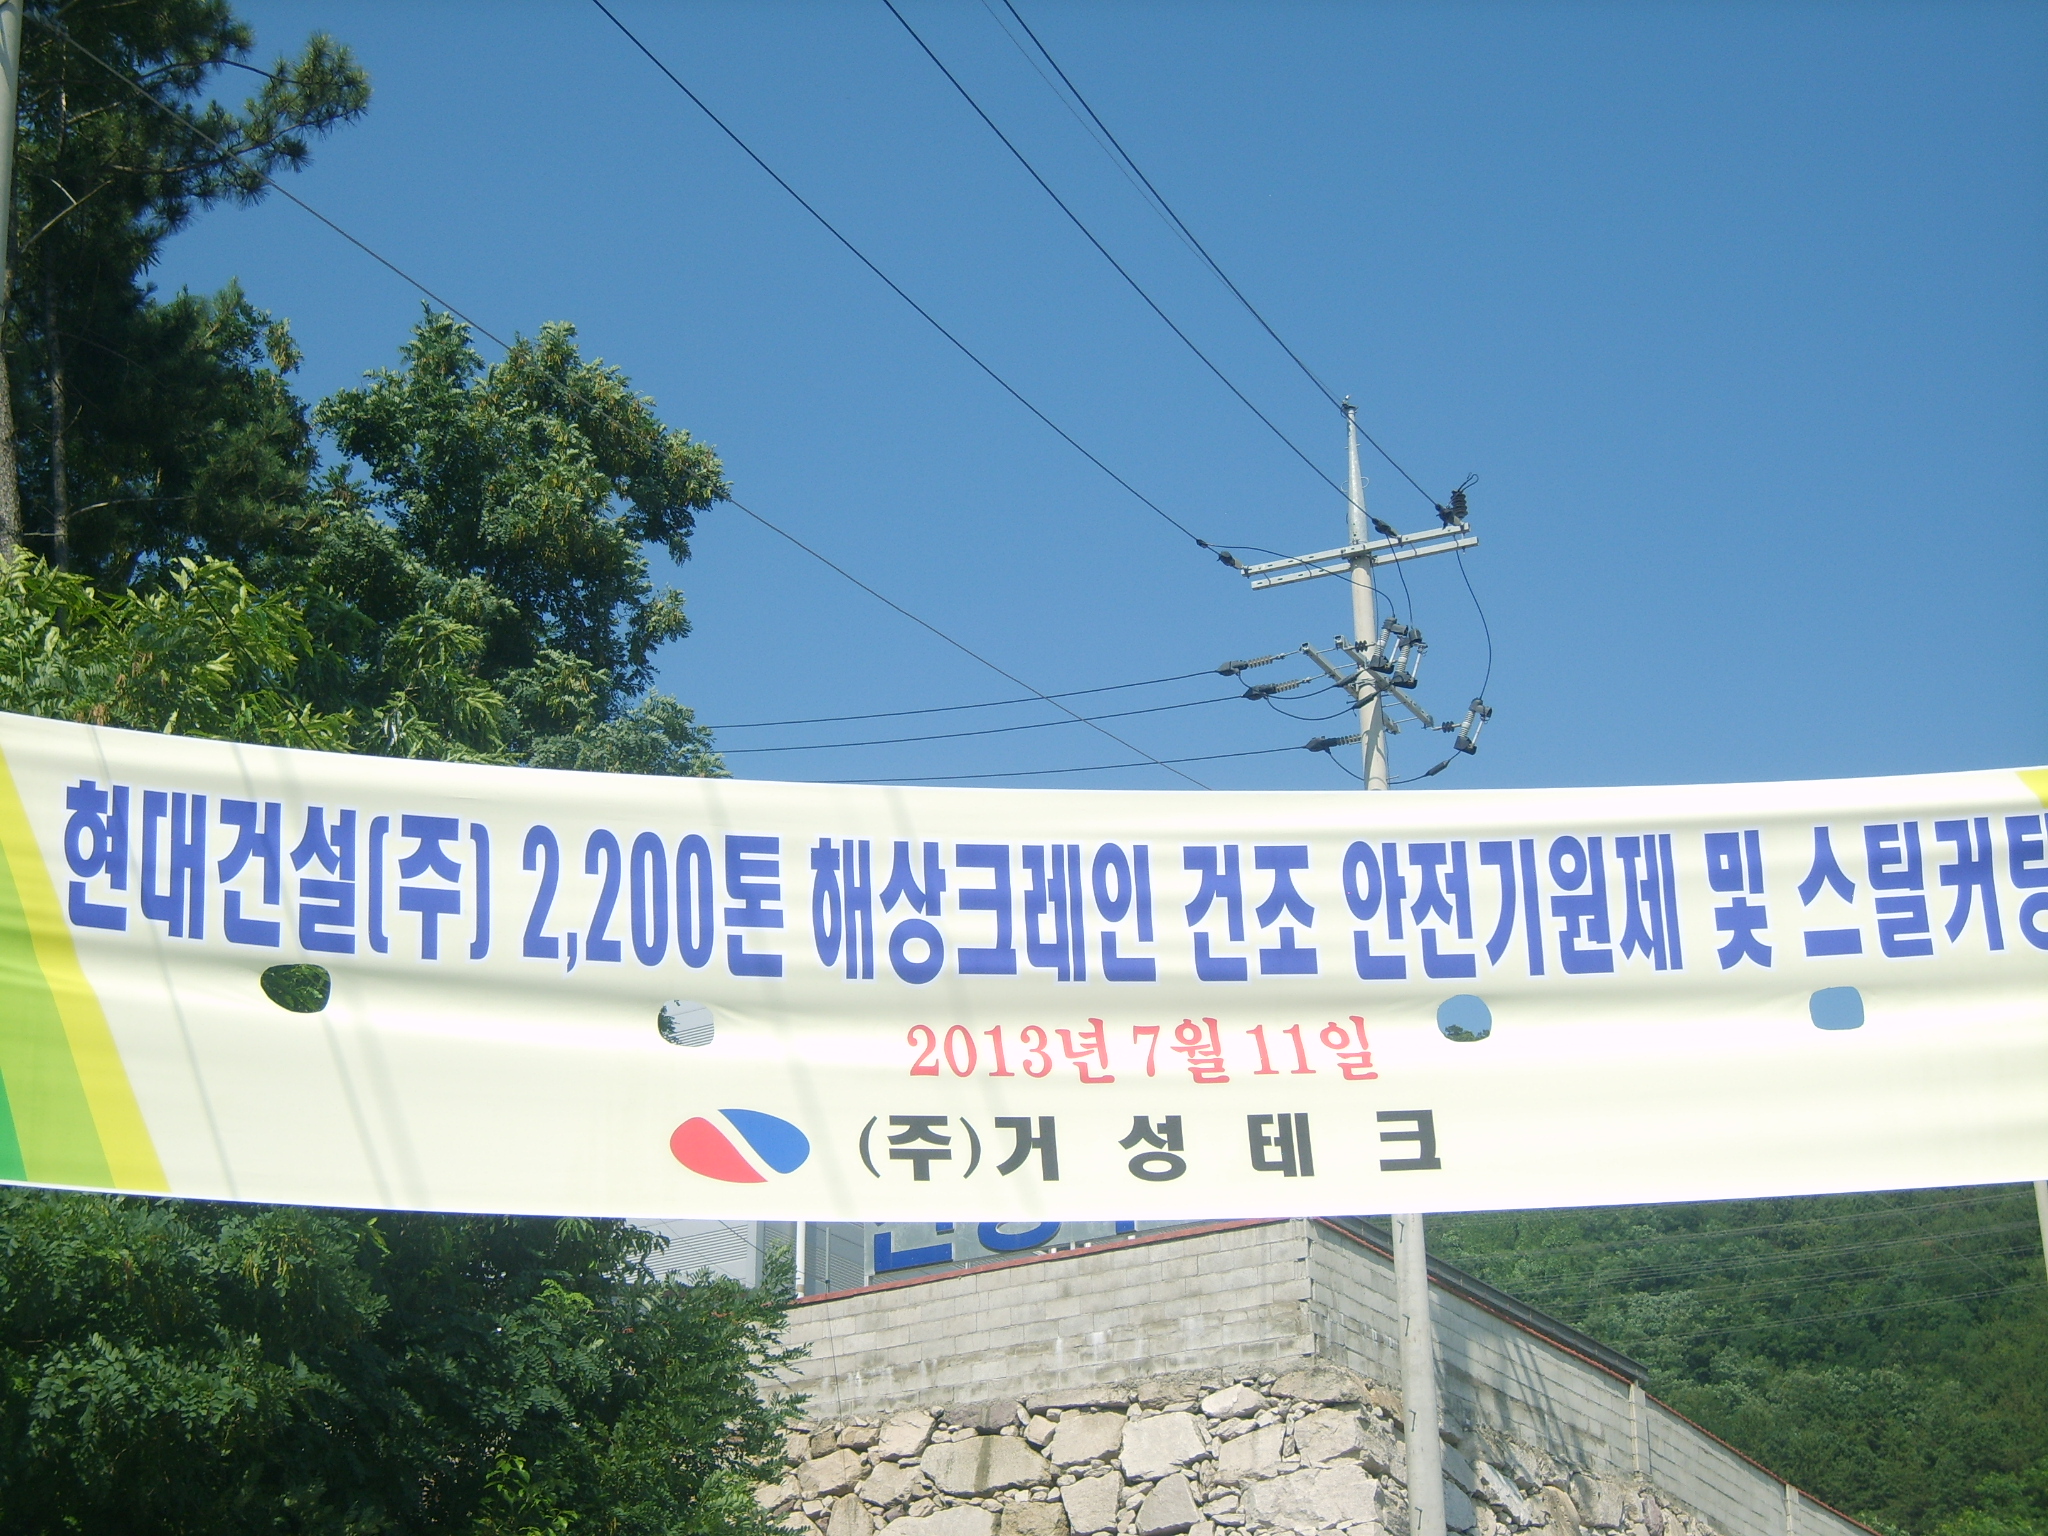 현대건설(주) 2,200톤 해상크레인 건조 안전기원제 및 스틸커팅
2013년 7월 11일
(주)거성테크